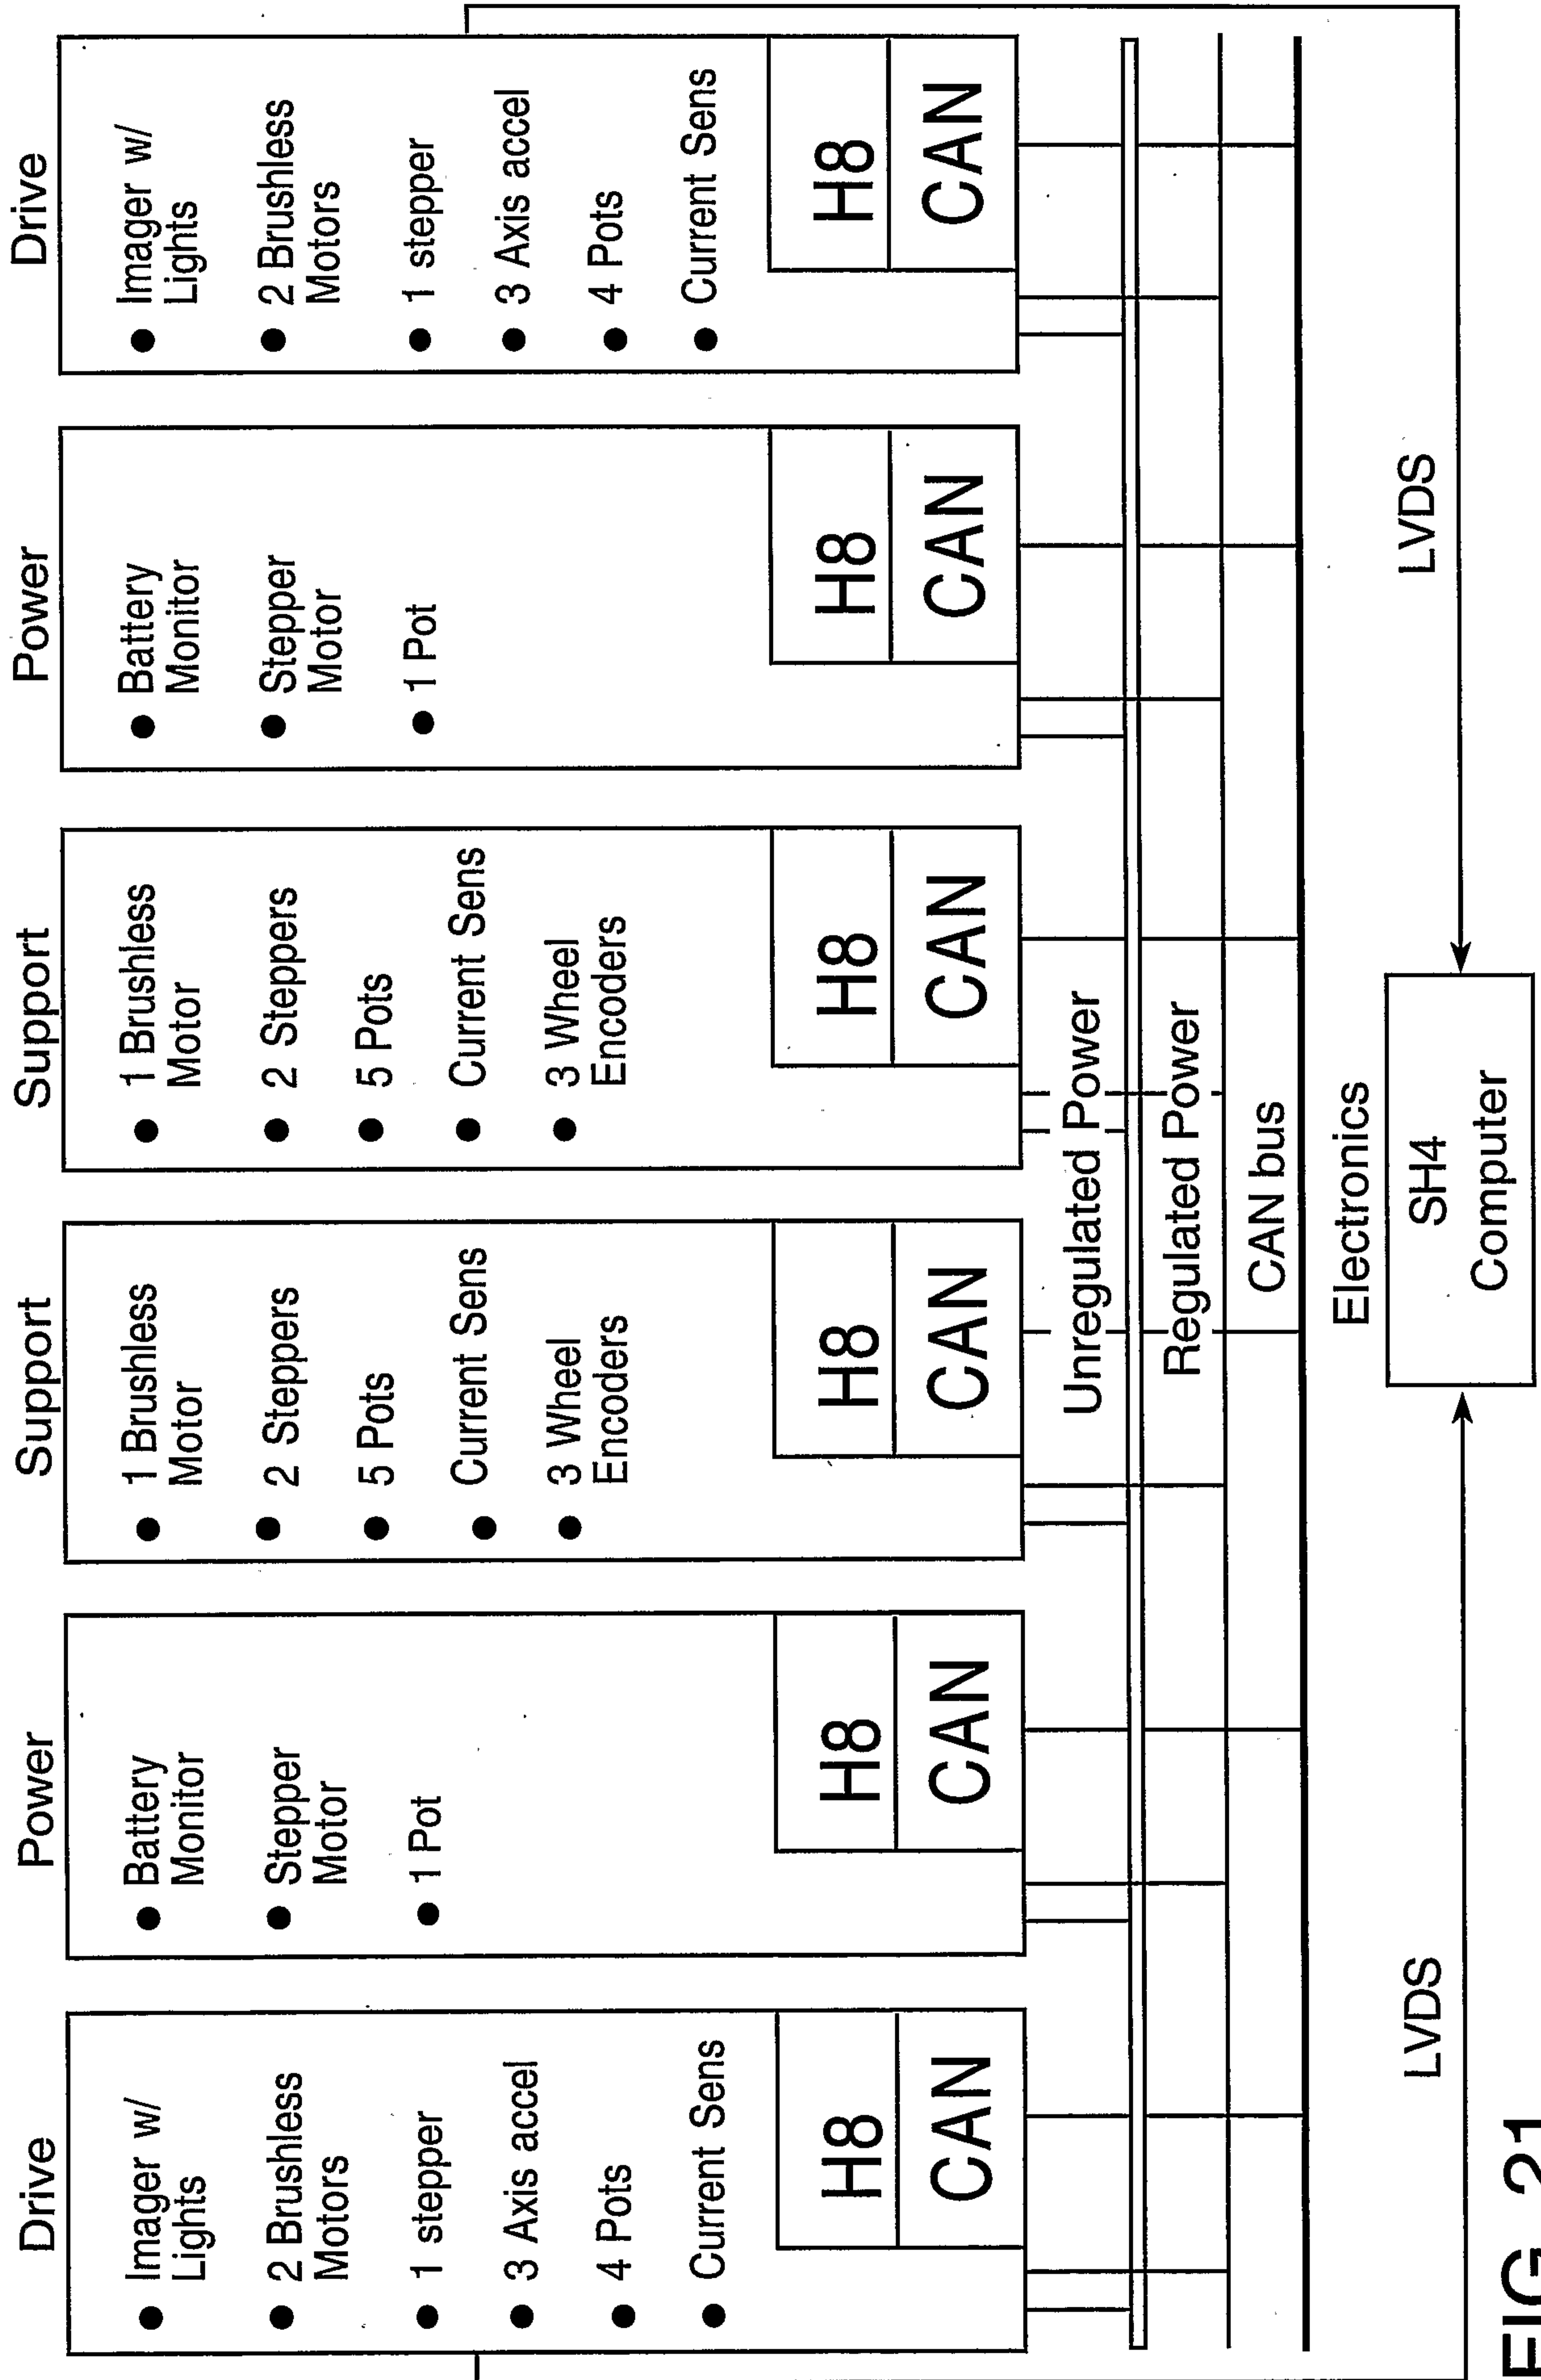 Drive
Imager w/
Lights
2 Brushless
Motors
1 stepper
3 Axis accel
4 Pots
Current Sens
H8
CAN
Power
Battery
Monitor
Stepper
Motor
1 Pot
H8
CAN
Support
1 Brushless
Motor
2 Steppers
5 Pots
Current Sens
3 Wheel
Encoders
H8
CAN
Support
1 Brushless
Motor
2 Steppers
5 Pots
Current Sens
3 Wheel
Encoders
H8
CAN
Power
Battery
Monitor
Stepper
Motor
1 Pot
H8
CAN
Drive
Imager w/
Lights
2 Brushless
Motors
1 stepper
3 Axis accel
4 Pots
Current Sens
H8
CAN
Unregulated Power
Regulated Power
CAN bus
Electronics
LVDS
SH4
Computer
LVDS
FIG. 21